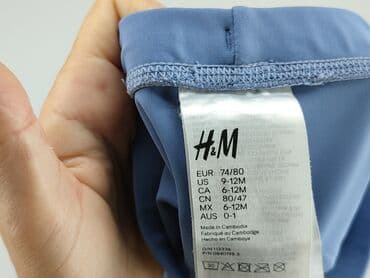 H&M
EUR 74/80
US 9-12M
CA 6-12M
CN 80/47
MX 6-12M
AUS 0-1
Made in Cambodia
Fabriqué au Cambodge
Hecho en Camboya